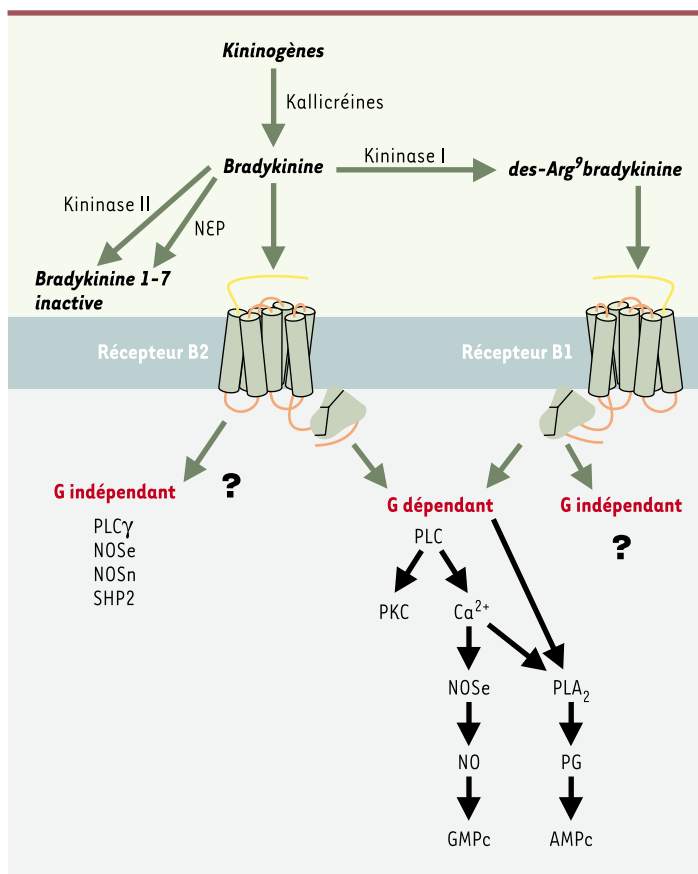 Kininogènes
Kallicréines
Bradykinine
Kininase I
des-Arg⁹bradykinine
Kininase II
NEP
Bradykinine 1-7
inactive
Récepteur B2
Récepteur B1
G indépendant
?
G dépendant
G indépendant
?
PLCγ
NOSe
NOSn
SHP2
PLC
PKC
Ca²⁺
NOSe
PLA₂
NO
PG
GMPc
AMPc